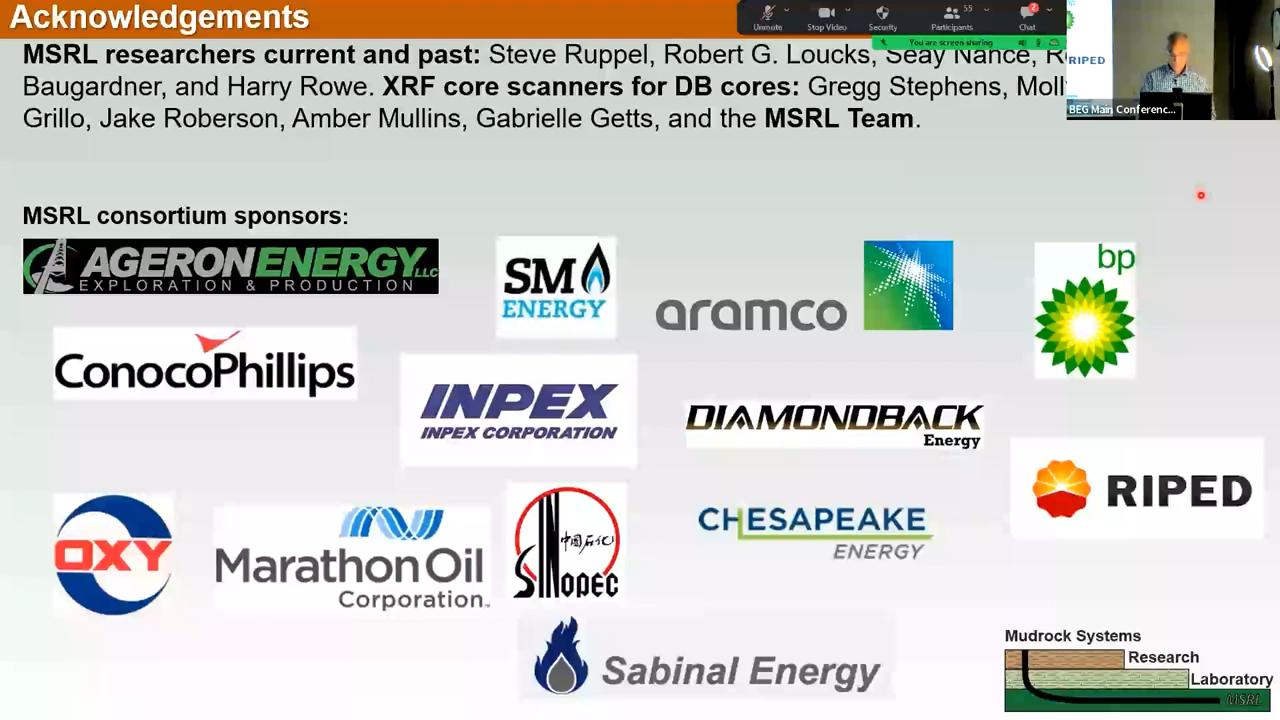 Acknowledgements
Unmute
Stop Video
Security
55
Participants
2
Chat
You are screen sharing
RIPED
BEG Main Conferenc...
MSRL researchers current and past: Steve Ruppel, Robert G. Loucks, Seay Nance, R
Baugardner, and Harry Rowe. XRF core scanners for DB cores: Gregg Stephens, Moll
Grillo, Jake Roberson, Amber Mullins, Gabrielle Getts, and the MSRL Team.
MSRL consortium sponsors:
AGERON ENERGY LLC
EXPLORATION & PRODUCTION
SM
ENERGY
aramco
bp
ConocoPhillips
INPEX
INPEX CORPORATION
DIAMONDBACK
Energy
RIPED
OXY
Marathon Oil
Corporation
中国石化
SINOPEC
CHESAPEAKE
ENERGY
Sabinal Energy
Mudrock Systems
Research
Laboratory
MSRL